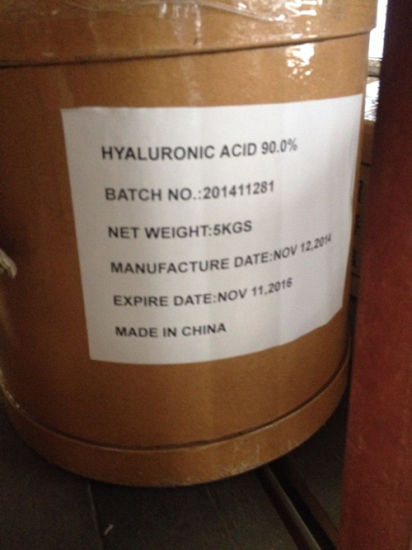 HYALURONIC ACID 90.0%
BATCH NO.:201411281
NET WEIGHT:5KGS
MANUFACTURE DATE:NOV 12,2014
EXPIRE DATE:NOV 11,2016
MADE IN CHINA